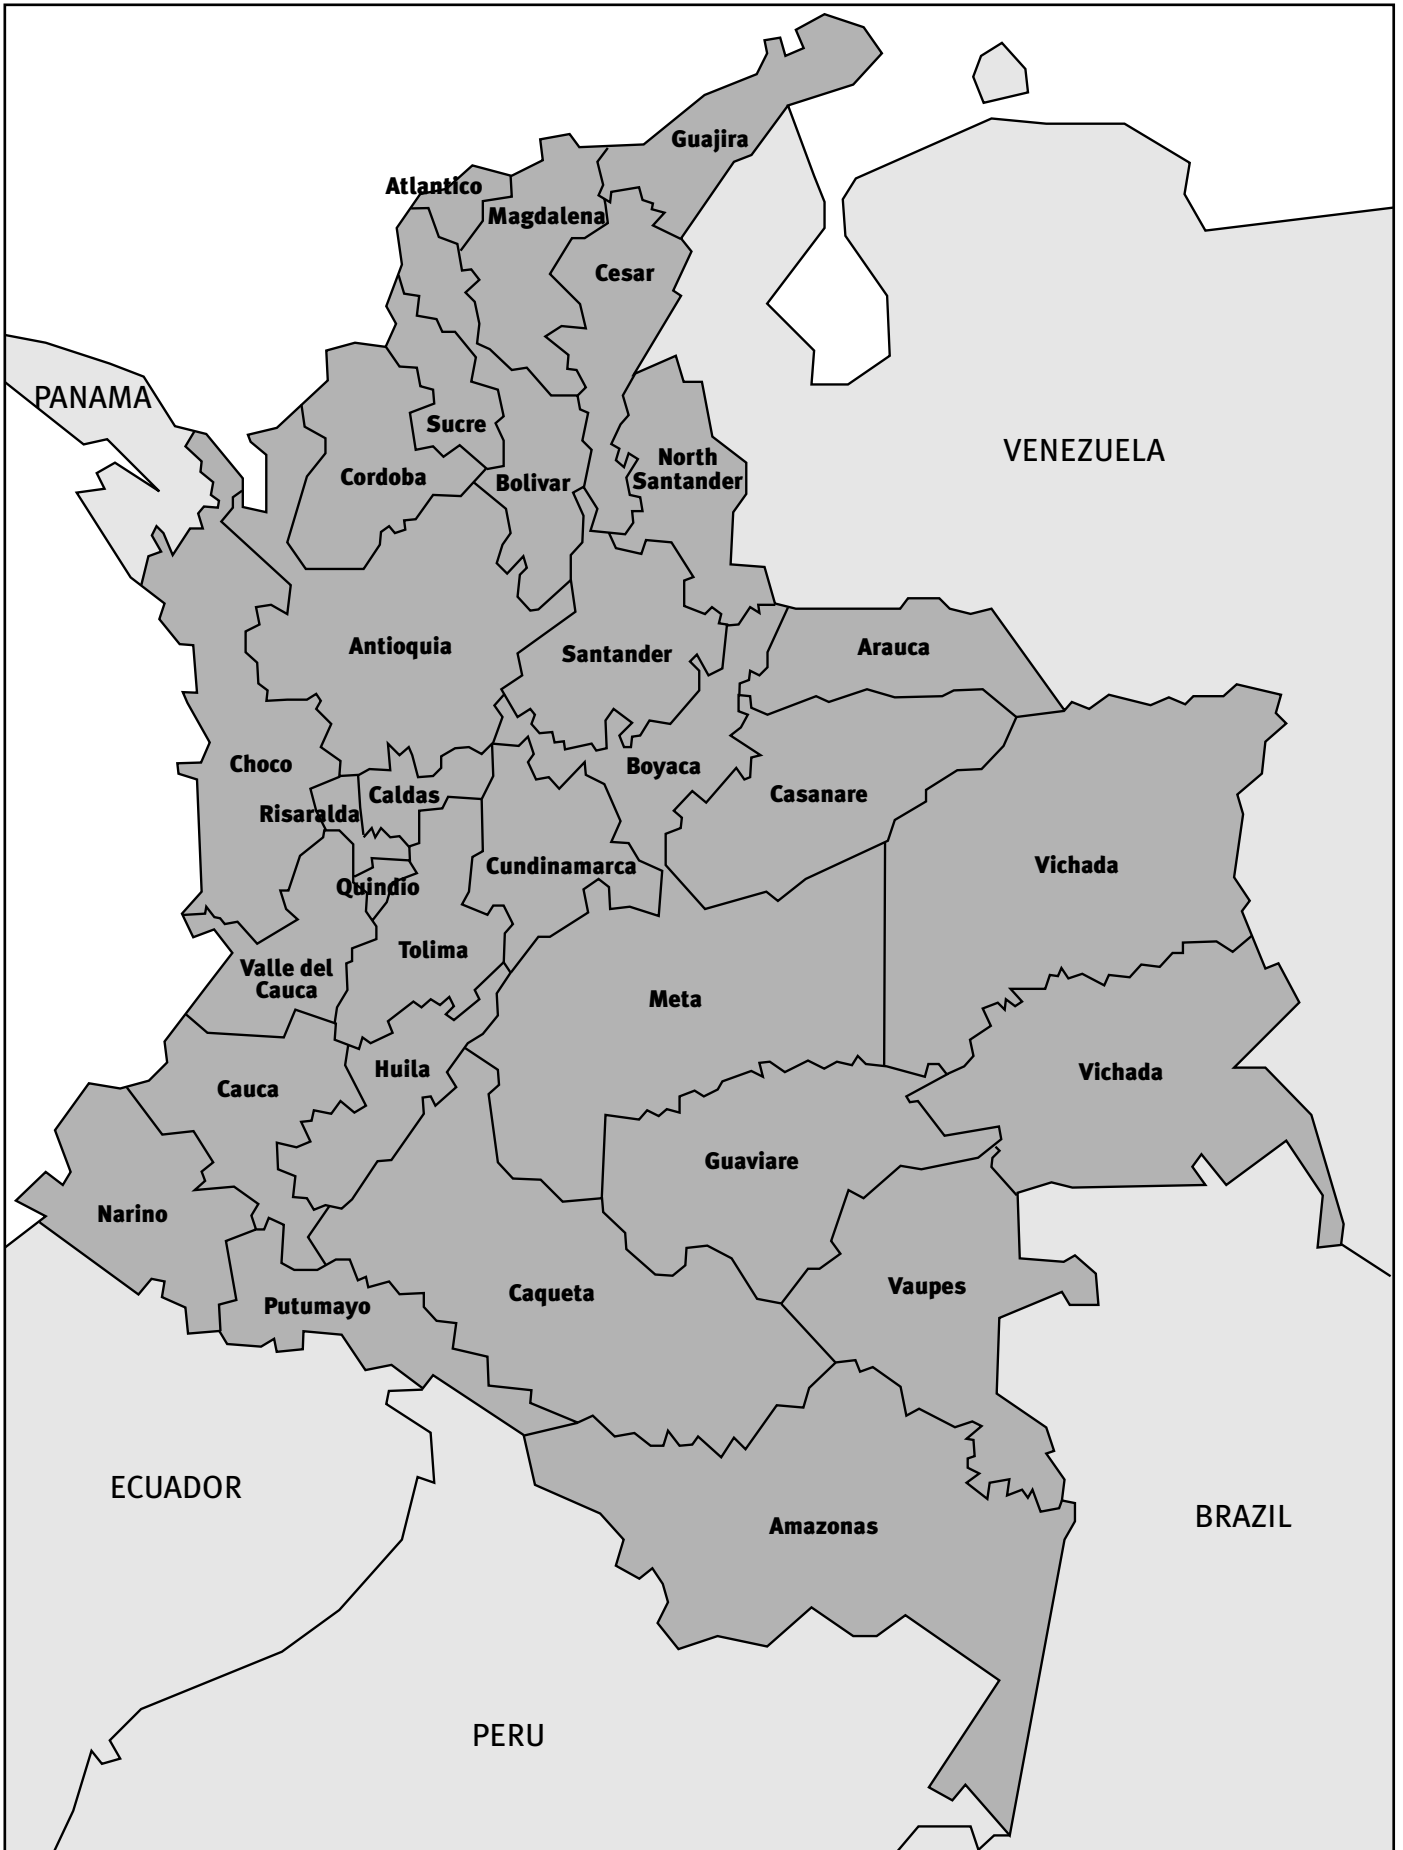 Guajira
Atlantico
Magdalena
Cesar
PANAMA
Sucre
VENEZUELA
North
Santander
Cordoba
Bolivar
Antioquia
Santander
Arauca
Choco
Boyaca
Caldas
Casanare
Risaralda
Cundinamarca
Vichada
Quindio
Tolima
Valle del
Cauca
Meta
Huila
Vichada
Cauca
Guaviare
Narino
Vaupes
Caqueta
Putumayo
ECUADOR
BRAZIL
Amazonas
PERU